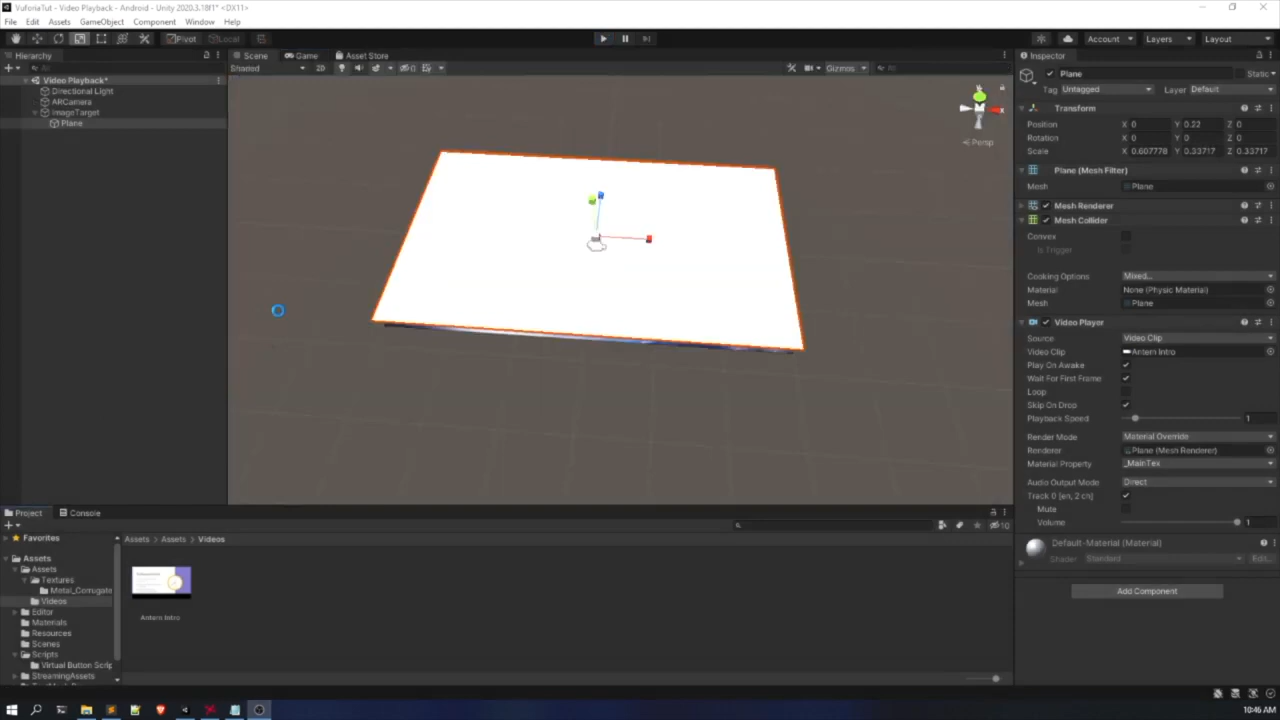 VuforiaTut - Video Playback - Android - Unity 2020.3.18f1* <DX11>
File Edit Assets GameObject Component Window Help
Pivot Local Account Layers Layout
Hierarchy
All
Video Playback*
Directional Light
ARCamera
ImageTarget
Plane
Scene Game Asset Store
Shaded 2D 0 Gizmos All
y
x
Persp
Inspector
Plane Static
Tag Untagged Layer Default
Transform
Position X 0 Y 0.22 Z 0
Rotation X 0 Y 0 Z 0
Scale X 0.607778 Y 0.33717 Z 0.33717
Plane (Mesh Filter)
Mesh Plane
Mesh Renderer
Mesh Collider
Convex
Is Trigger
Cooking Options Mixed...
Material None (Physic Material)
Mesh Plane
Video Player
Source Video Clip
Video Clip Antern Intro
Play On Awake
Wait For First Frame
Loop
Skip On Drop
Playback Speed 1
Render Mode Material Override
Renderer Plane (Mesh Renderer)
Material Property _MainTex
Audio Output Mode Direct
Track 0 [en, 2 ch]
Mute
Volume 1
Default-Material (Material)
Shader Standard Edit...
Add Component
Project Console
10
Favorites
Assets
Assets
Textures
Metal_Corrugate
Videos
Editor
Materials
Resources
Scenes
Scripts
Virtual Button Scrip
StreamingAssets
Assets > Assets > Videos
Antern Intro
10:46 AM